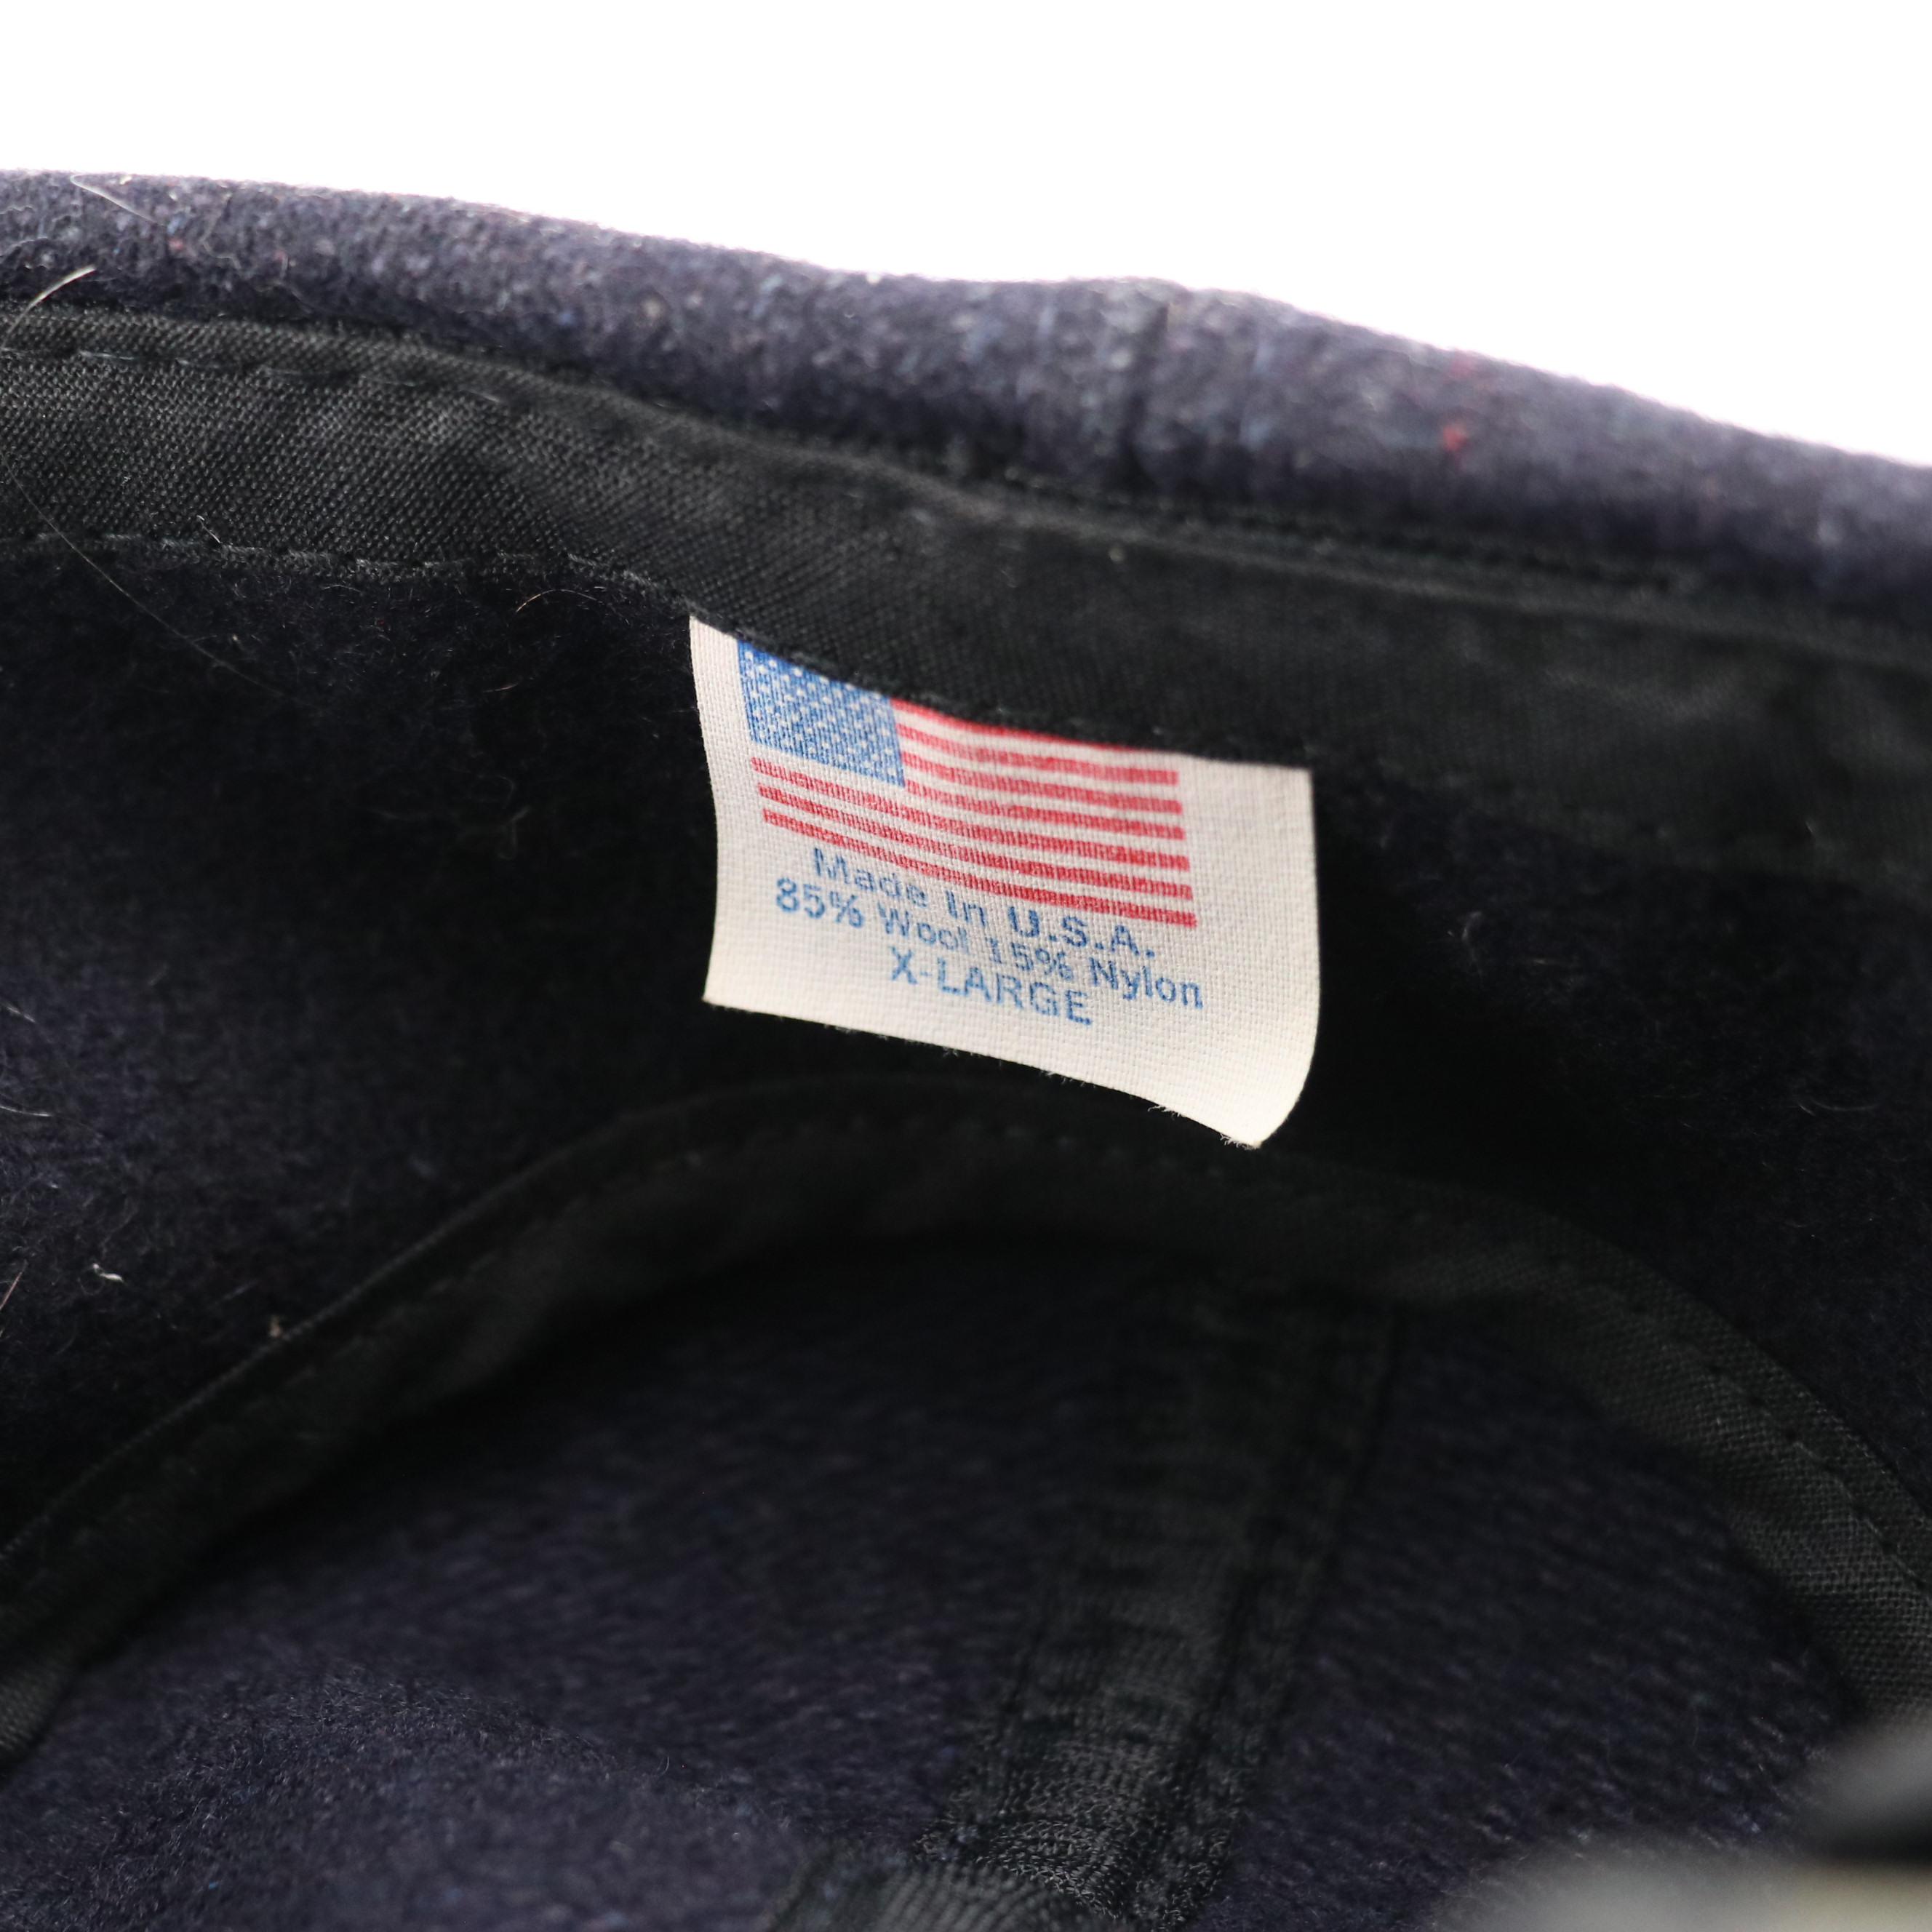 Made In U.S.A.
85% Wool 15% Nylon
X-LARGE